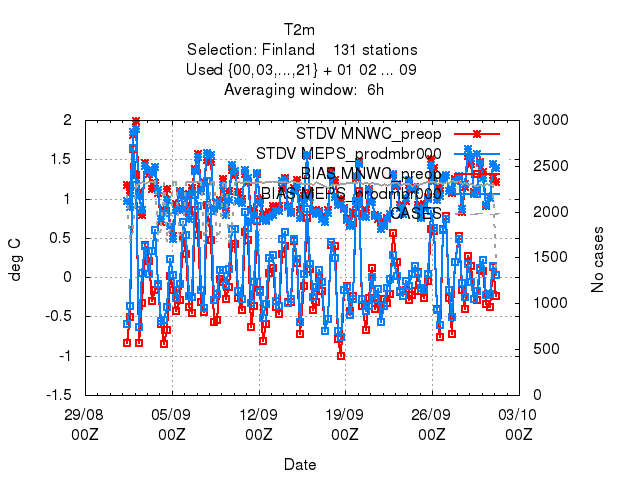 T2m
Selection: Finland 131 stations
Used {00,03,...,21} + 01 02 ... 09
Averaging window: 6h
STDV MNWC_preop
STDV MEPS_prodmbr000
BIAS MNWC_preop
BIAS MEPS_prodmbr000
CASES
2
1.5
1
0.5
0
-0.5
-1
-1.5
deg C
3000
2500
2000
1500
1000
500
0
No cases
29/08 05/09 12/09 19/09 26/09 03/10
00Z 00Z 00Z 00Z 00Z 00Z
Date